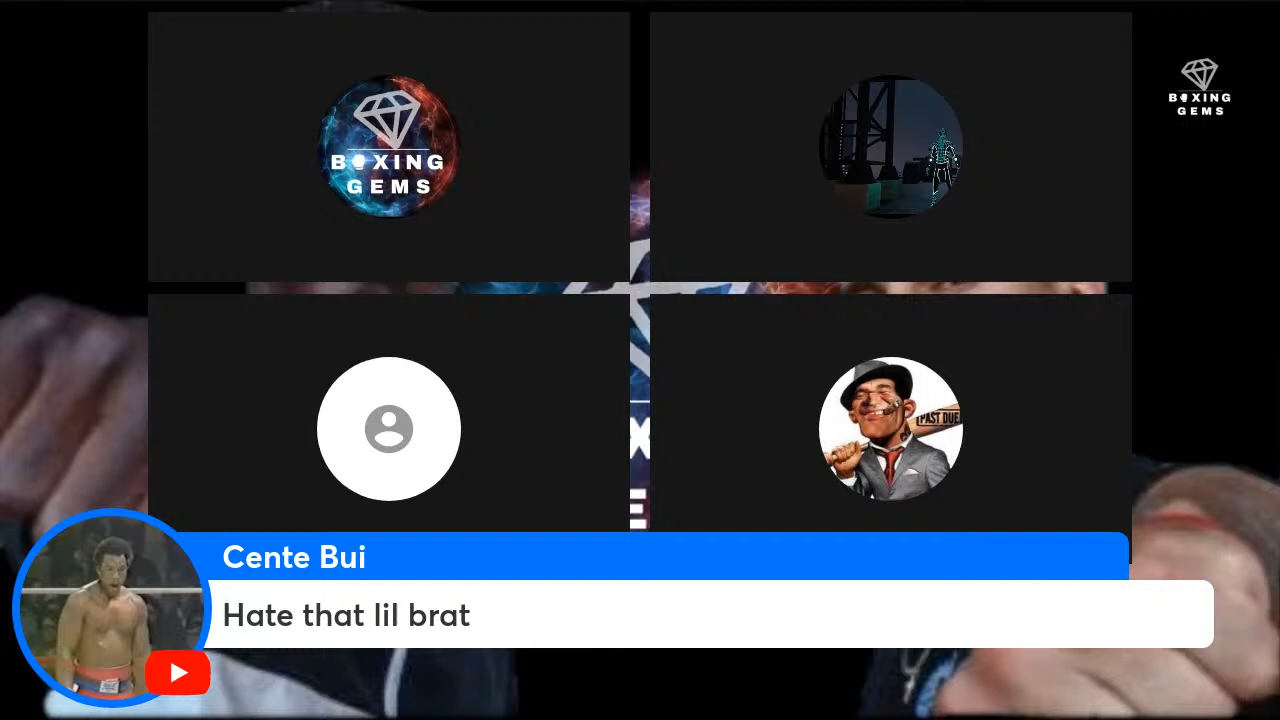 BOXING
GEMS
BOXING
GEMS
PAST DUE
X
E
Cente Bui
Hate that lil brat